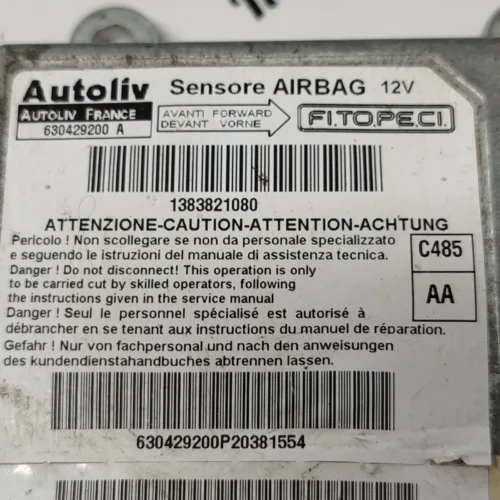 Autoliv Sensore AIRBAG 12V
AUTOLIV FRANCE
630429200 A
AVANTI FORWARD
DEVANT VORNE
FI.TO.PE.CI.
1383821080
ATTENZIONE-CAUTION-ATTENTION-ACHTUNG
Pericolo ! Non scollegare se non da personale specializzato
e seguendo le istruzioni del manuale di assistenza tecnica.
Danger ! Do not disconnect! This operation is only
to be carried cut by skilled operators, following
the instructions given in the service manual
Danger ! Seul le personnel spécialisé est autorisé à
débrancher en se tenant aux instructions du manuel de réparation.
Gefahr ! Nur von fachpersonal und nach den anweisungen
des kundendienstahandbuches abtrennen lassen.
C485
AA
630429200P20381554